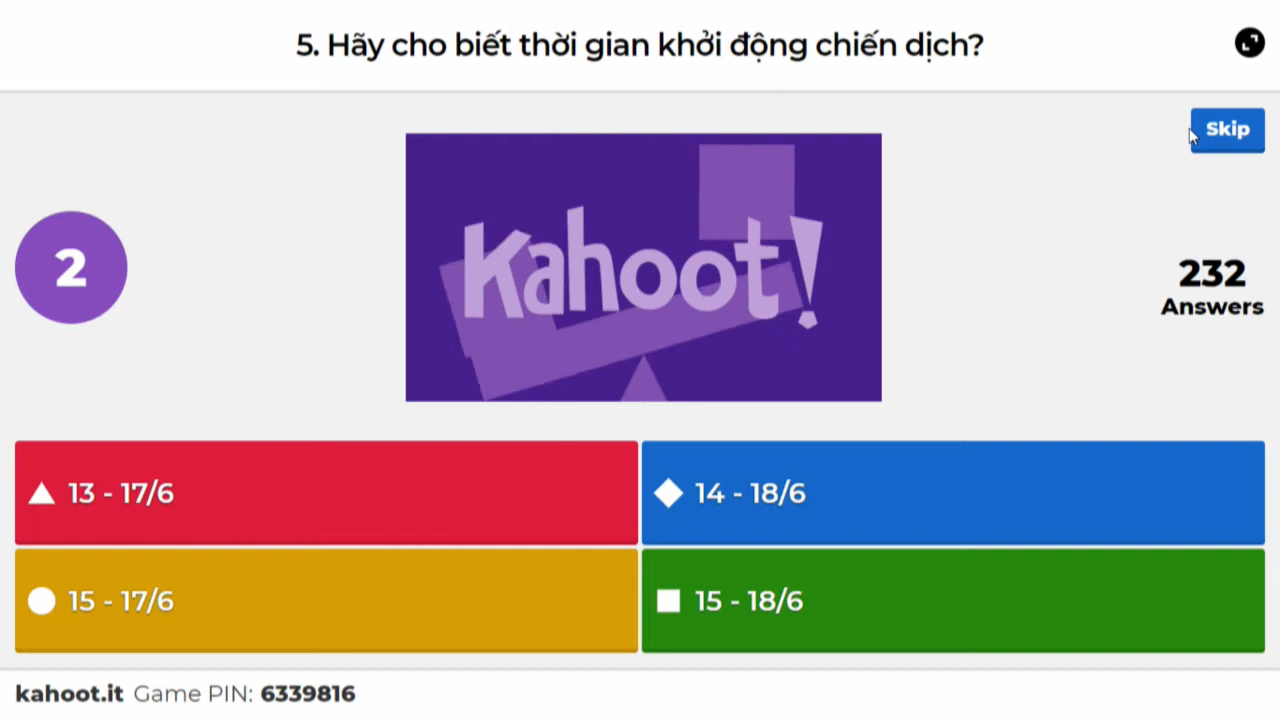 5. Hãy cho biết thời gian khởi động chiến dịch?
Skip
Kahoot!
2
232
Answers
13 - 17/6
14 - 18/6
15 - 17/6
15 - 18/6
kahoot.it Game PIN: 6339816